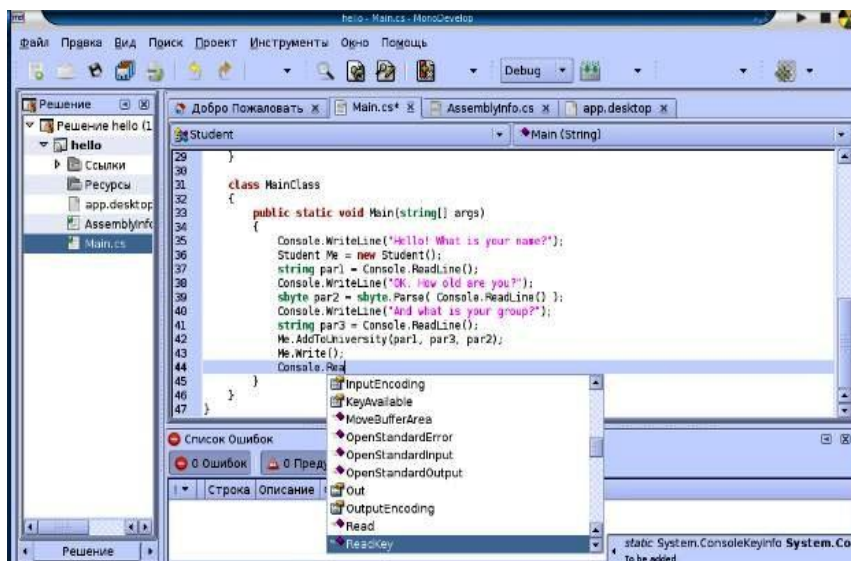 hello - Main.cs - MonoDevelop
Файл Правка Вид Поиск Проект Инструменты Окно Помощь
Debug
Решение
Добро Пожаловать Main.cs* AssemblyInfo.cs app.desktop
Решение hello (1
hello
Ссылки
Ресурсы
app.desktop
AssemblyInfo
Main.cs
Решение
Student Main (String)
29 }
30
31 class MainClass
32 {
33 public static void Main(string[] args)
34 {
35 Console.WriteLine("Hello! What is your name?");
36 Student Me = new Student();
37 string par1 = Console.ReadLine();
38 Console.WriteLine("OK. How old are you?");
39 sbyte par2 = sbyte.Parse( Console.ReadLine() );
40 Console.WriteLine("And what is your group?");
41 string par3 = Console.ReadLine();
42 Me.AddToUniversity(par1, par3, par2);
43 Me.Write();
44 Console.Rea
45 }
46 }
47 }
InputEncoding
KeyAvailable
MoveBufferArea
OpenStandardError
OpenStandardInput
OpenStandardOutput
Out
OutputEncoding
Read
ReadKey
Список Ошибок
0 Ошибок 0 Преду
! Строка Описание
static System.ConsoleKeyInfo System.Co
To be added